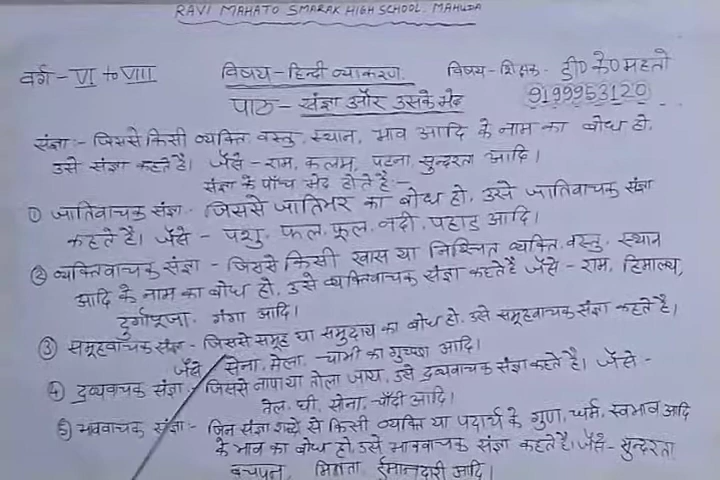 RAVI MAHATO SMARAK HIGH SCHOOL. MAHUDA
वर्ग - VI to VIII विषय - हिन्दी व्याकरण. विषय - शिक्षक - डी० के० महतो
पाठ - संज्ञा और उसके भेद 9199953120
संज्ञा :- जिससे किसी व्यक्ति, वस्तु, स्थान, भाव आदि के नाम का बोध हो,
उसे संज्ञा कहते है। जैसे - राम, कलम, पटना, सुन्दरता आदि।
संज्ञा के पाँच भेद होते है :-
① जातिवाचक संज्ञा - जिससे जातिभर का बोध हो, उसे जातिवाचक संज्ञा
कहते है। जैसे - पशु, फल, फूल, नदी, पहाड़ आदि।
② व्यक्तिवाचक संज्ञा - जिससे किसी खास या निश्चित व्यक्ति, वस्तु, स्थान
आदि के नाम का बोध हो, उसे व्यक्तिवाचक संज्ञा कहते है जैसे - राम, हिमालय,
दुर्गापूजा, गंगा आदि।
③ समूहवाचक संज्ञा - जिससे समूह या समुदाय का बोध हो, उसे समूहवाचक संज्ञा कहते है।
जैसे सेना, मेला, चाभी का गुच्छा आदि।
④ द्रव्यवाचक संज्ञा - जिससे नापा या तोला जाय, उसे द्रव्यवाचक संज्ञा कहते है। जैसे -
तेल, घी, सेना, चाँदी आदि।
⑤ भाववाचक संज्ञा - जिन संज्ञा शब्दो से किसी व्यक्ति या पदार्थ के गुण, धर्म, स्वभाव आदि
के भाव का बोध हो, उसे भाववाचक संज्ञा कहते है। जैसे - सुन्दरता
बचपन, मित्रता, ईमानदारी आदि।